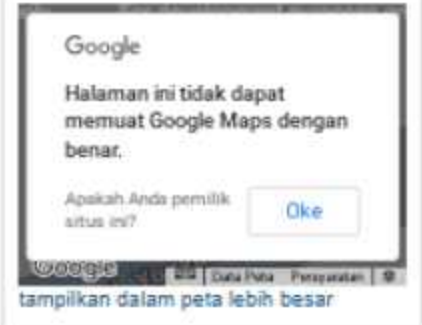 Google
Halaman ini tidak dapat
memuat Google Maps dengan
benar.
Apakah Anda pemilik
situs ini?
Oke
Google
Data Peta Persyaratan
tampilkan dalam peta lebih besar